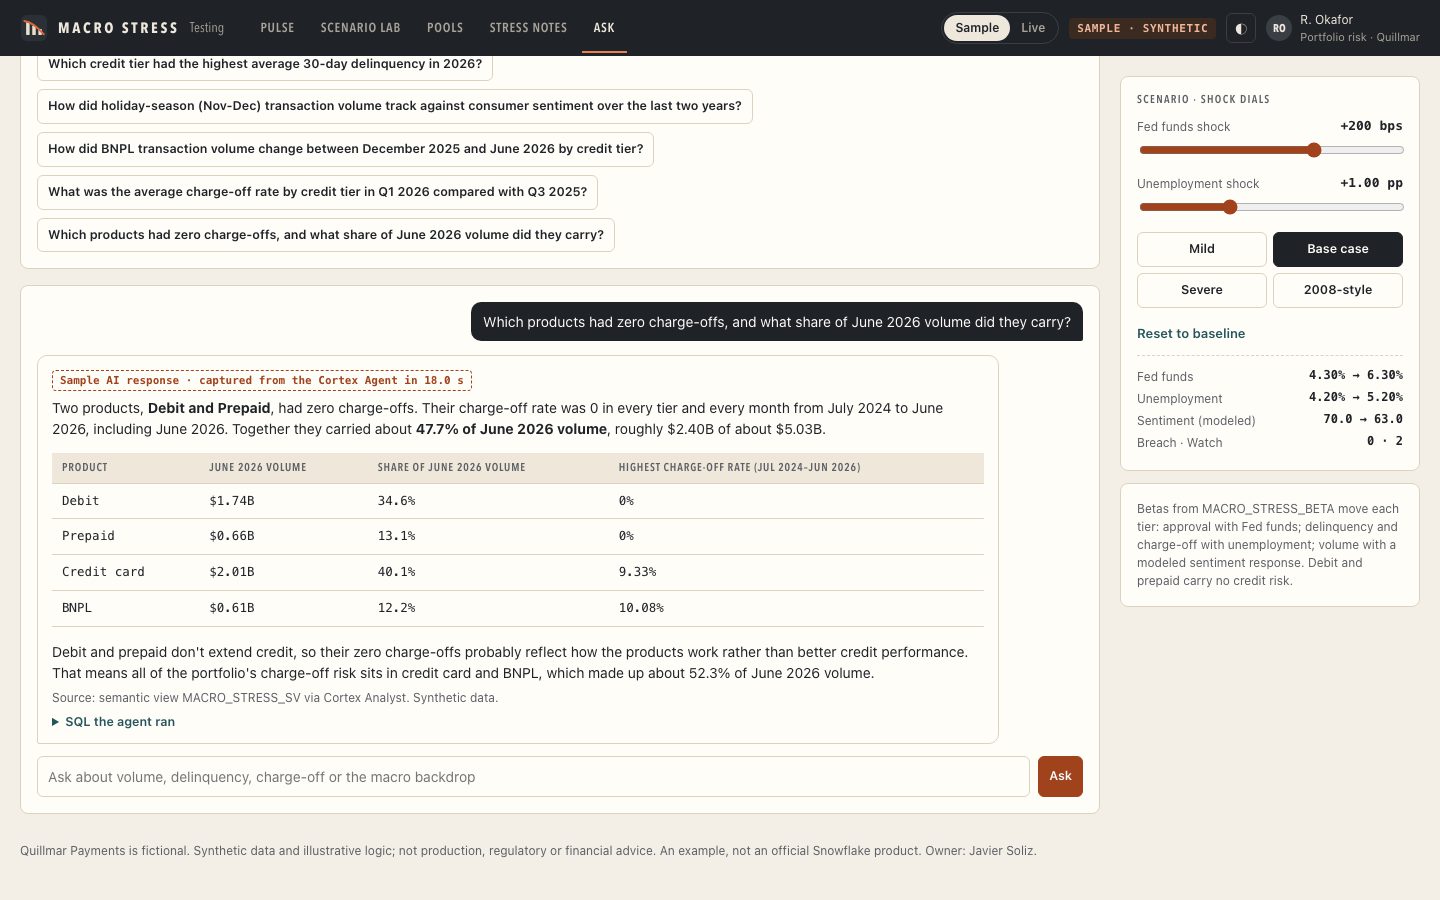 MACRO STRESS Testing
PULSE SCENARIO LAB POOLS STRESS NOTES ASK
Sample Live
SAMPLE · SYNTHETIC
RO
R. Okafor
Portfolio risk · Quillmar
Which credit tier had the highest average 30-day delinquency in 2026?
How did holiday-season (Nov-Dec) transaction volume track against consumer sentiment over the last two years?
How did BNPL transaction volume change between December 2025 and June 2026 by credit tier?
What was the average charge-off rate by credit tier in Q1 2026 compared with Q3 2025?
Which products had zero charge-offs, and what share of June 2026 volume did they carry?
Which products had zero charge-offs, and what share of June 2026 volume did they carry?
Sample AI response · captured from the Cortex Agent in 18.0 s
Two products, Debit and Prepaid, had zero charge-offs. Their charge-off rate was 0 in every tier and every month from July 2024 to June
2026, including June 2026. Together they carried about 47.7% of June 2026 volume, roughly $2.40B of about $5.03B.
PRODUCT JUNE 2026 VOLUME SHARE OF JUNE 2026 VOLUME HIGHEST CHARGE-OFF RATE (JUL 2024–JUN 2026)
Debit $1.74B 34.6% 0%
Prepaid $0.66B 13.1% 0%
Credit card $2.01B 40.1% 9.33%
BNPL $0.61B 12.2% 10.08%
Debit and prepaid don't extend credit, so their zero charge-offs probably reflect how the products work rather than better credit performance.
That means all of the portfolio's charge-off risk sits in credit card and BNPL, which made up about 52.3% of June 2026 volume.
Source: semantic view MACRO_STRESS_SV via Cortex Analyst. Synthetic data.
SQL the agent ran
Ask about volume, delinquency, charge-off or the macro backdrop
Ask
SCENARIO · SHOCK DIALS
Fed funds shock +200 bps
Unemployment shock +1.00 pp
Mild Base case
Severe 2008-style
Reset to baseline
Fed funds 4.30% → 6.30%
Unemployment 4.20% → 5.20%
Sentiment (modeled) 70.0 → 63.0
Breach · Watch 0 · 2
Betas from MACRO_STRESS_BETA move each
tier: approval with Fed funds; delinquency and
charge-off with unemployment; volume with a
modeled sentiment response. Debit and
prepaid carry no credit risk.
Quillmar Payments is fictional. Synthetic data and illustrative logic; not production, regulatory or financial advice. An example, not an official Snowflake product. Owner: Javier Soliz.